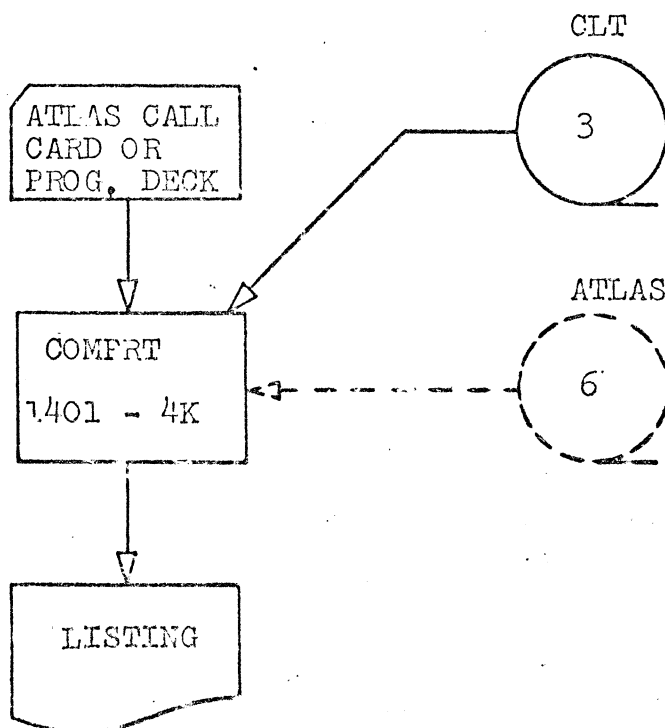 CLT
ATLAS CALL
CARD OR
PROG. DECK
3
COMPRT
ATLAS
6
1401 - 4K
LISTING